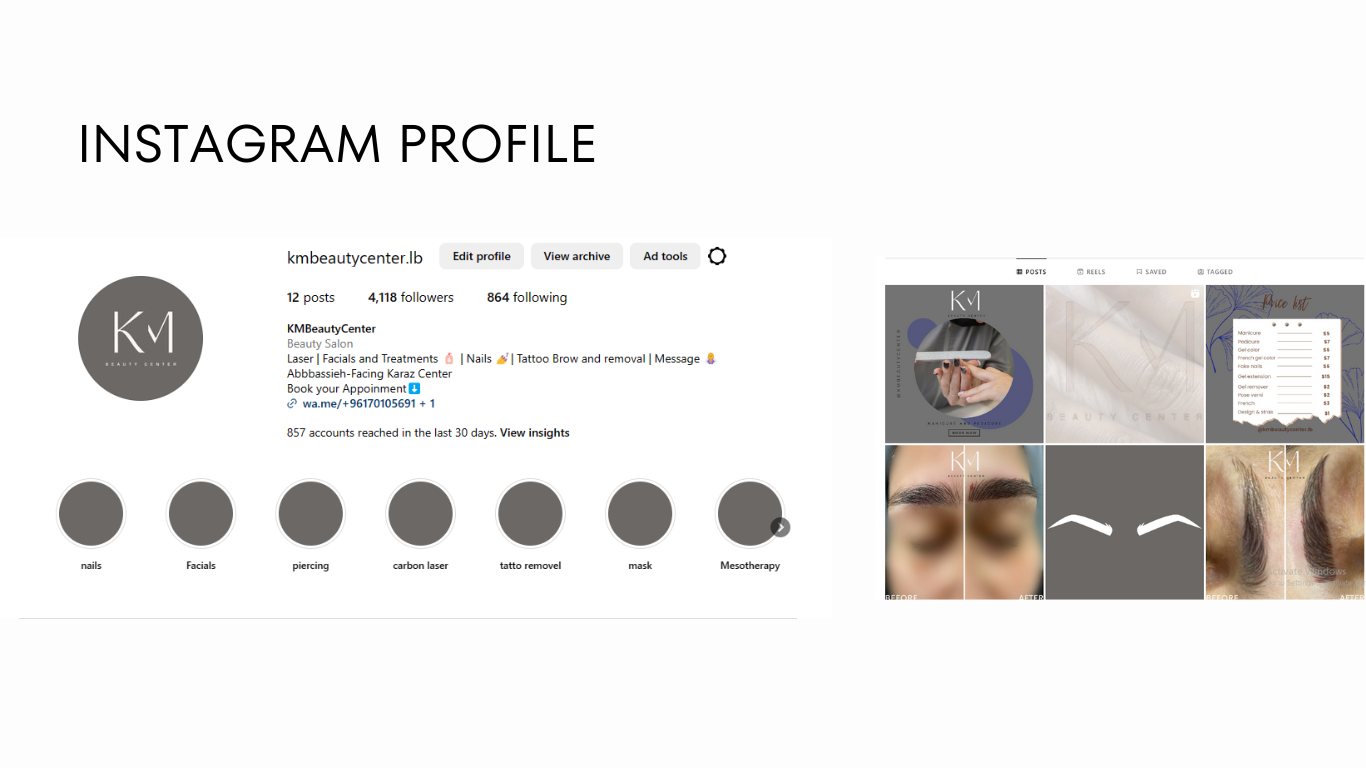 INSTAGRAM PROFILE
kmbeautycenter.lb Edit profile View archive Ad tools
12 posts 4,118 followers 864 following
KMBeautyCenter
Beauty Salon
Laser | Facials and Treatments 🧴 | Nails 💅 | Tattoo Brow and removal | Message 💆‍♀️
Abbbassieh-Facing Karaz Center
Book your Appoinment⬇️
wa.me/+96170105691 + 1
857 accounts reached in the last 30 days. View insights
KM
BEAUTY CENTER
nails Facials piercing carbon laser tatto removel mask Mesotherapy
POSTS REELS SAVED TAGGED
KM
BEAUTY CENTER
MANICURE AND PEDICURE
BOOK NOW
KM
BEAUTY CENTER
Price list
Manicure $5
Pedicure $7
Gel color $6
French gel color $7
Fake nails $6
Gel extension $15
Gel remover $2
Pose verni $2
French $3
Design & stras $1
@kmbeautycenter.lb
KM
BEFORE AFTER
KM
BEFORE AFTER
Activate Windows